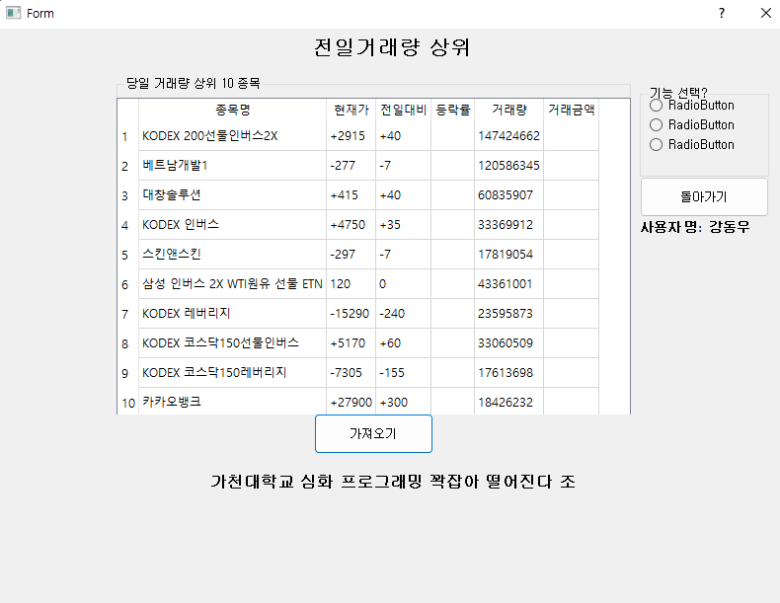 Form
전일거래량 상위
당일 거래량 상위 10 종목
종목명 현재가 전일대비 등락률 거래량 거래금액
1 KODEX 200선물인버스2X +2915 +40 147424662
2 베트남개발1 -277 -7 120586345
3 대창솔루션 +415 +40 60835907
4 KODEX 인버스 +4750 +35 33369912
5 스킨앤스킨 -297 -7 17819054
6 삼성 인버스 2X WTI원유 선물 ETN 120 0 43361001
7 KODEX 레버리지 -15290 -240 23595873
8 KODEX 코스닥150선물인버스 +5170 +60 33060509
9 KODEX 코스닥150레버리지 -7305 -155 17613698
10 카카오뱅크 +27900 +300 18426232
기능 선택?
RadioButton
RadioButton
RadioButton
돌아가기
사용자 명: 강동우
가져오기
가천대학교 심화 프로그래밍 꽉잡아 떨어진다 조